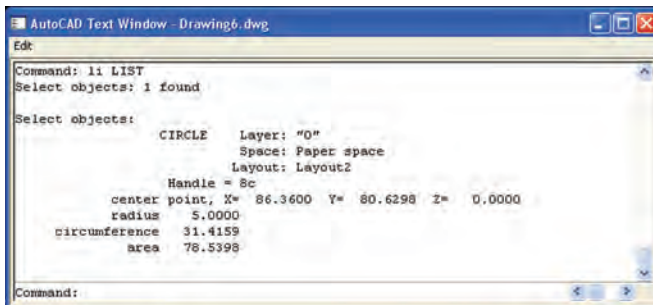 AutoCAD Text Window - Drawing6.dwg
Edit
Command: li LIST
Select objects: 1 found
Select objects:
CIRCLE Layer: "0"
Space: Paper space
Layout: Layout2
Handle = 8c
center point, X= 86.3600 Y= 80.6298 Z= 0.0000
radius 5.0000
circumference 31.4159
area 78.5398
Command: